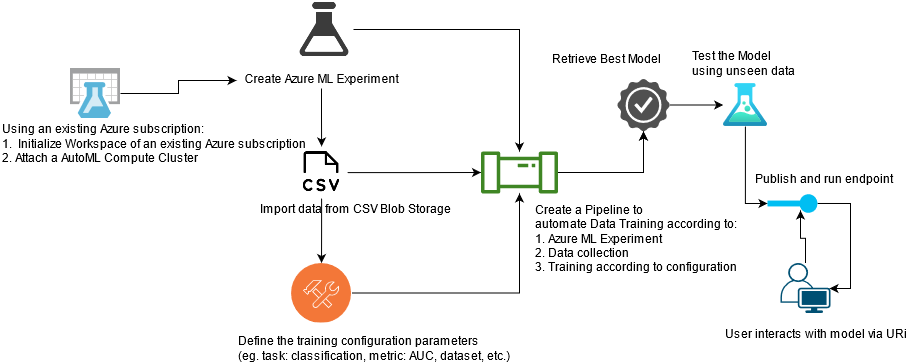 Create Azure ML Experiment
Using an existing Azure subscription:
1. Initialize Workspace of an existing Azure subscription
2. Attach a AutoML Compute Cluster
CSV
Import data from CSV Blob Storage
Define the training configuration parameters
(eg. task: classification, metric: AUC, dataset, etc.)
Create a Pipeline to
automate Data Training according to:
1. Azure ML Experiment
2. Data collection
3. Training according to configuration
Retrieve Best Model
Test the Model
using unseen data
Publish and run endpoint
User interacts with model via URi